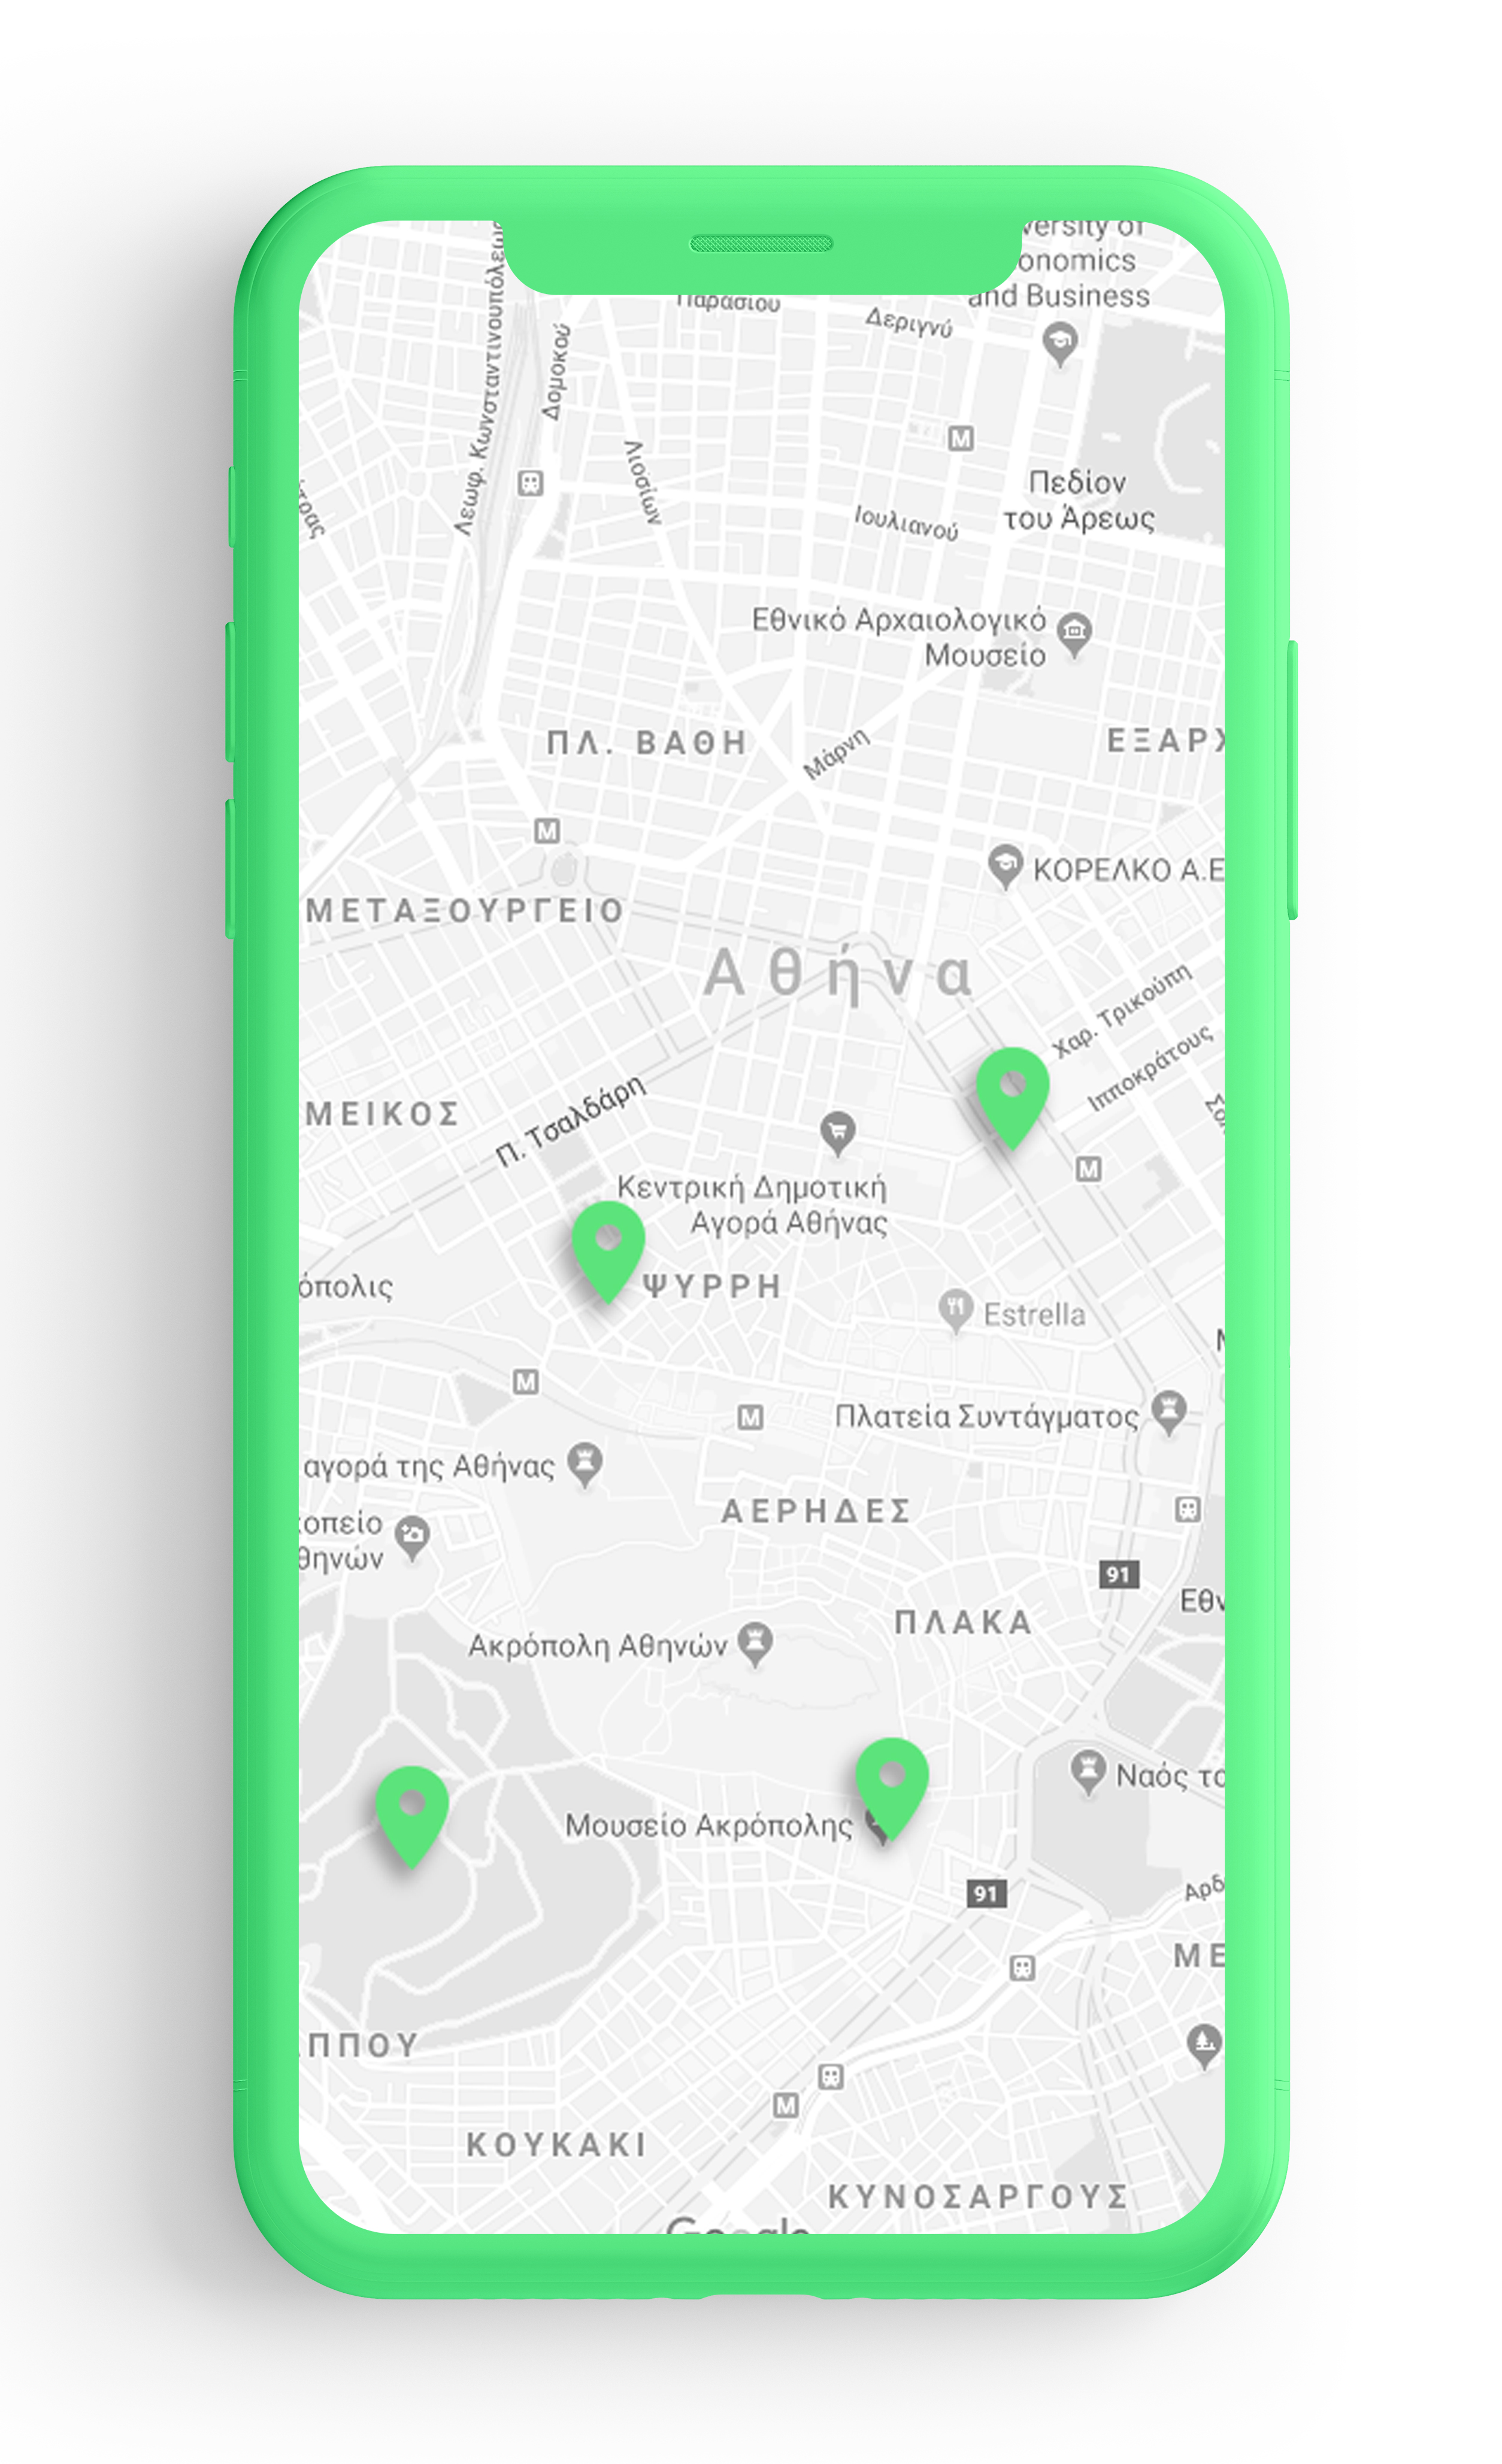 and Business
onomics
versity of
Δεριγνύ
Λεωφ. Κωνσταντινουπόλεως
Δομοκού
Λιοσίων
M
Πεδίον
του Άρεως
Ιουλιανού
Εθνικό Αρχαιολογικό
Μουσείο
ΠΛ. ΒΑΘΗ
ΕΞΑΡΧ
Μάρνη
M
ΚΟΡΕΛΚΟ Α.Ε
ΜΕΤΑΞΟΥΡΓΕΙΟ
Αθήνα
Χαρ. Τρικούπη
Ιπποκράτους
Π. Τσαλδάρη
ΜΕΙΚΟΣ
M
Κεντρική Δημοτική
Αγορά Αθήνας
ΨΥΡΡΗ
όπολις
Estrella
M
M
Πλατεία Συντάγματος
αγορά της Αθήνας
ΑΕΡΗΔΕΣ
κοπείο
θηνών
91
Εθν
ΠΛΑΚΑ
Ακρόπολη Αθηνών
Ναός το
Μουσείο Ακρόπολης
91
Αρδ
ΜΕ
ΠΠΟΥ
M
ΚΟΥΚΑΚΙ
ΚΥΝΟΣΑΡΓΟΥΣ
Google